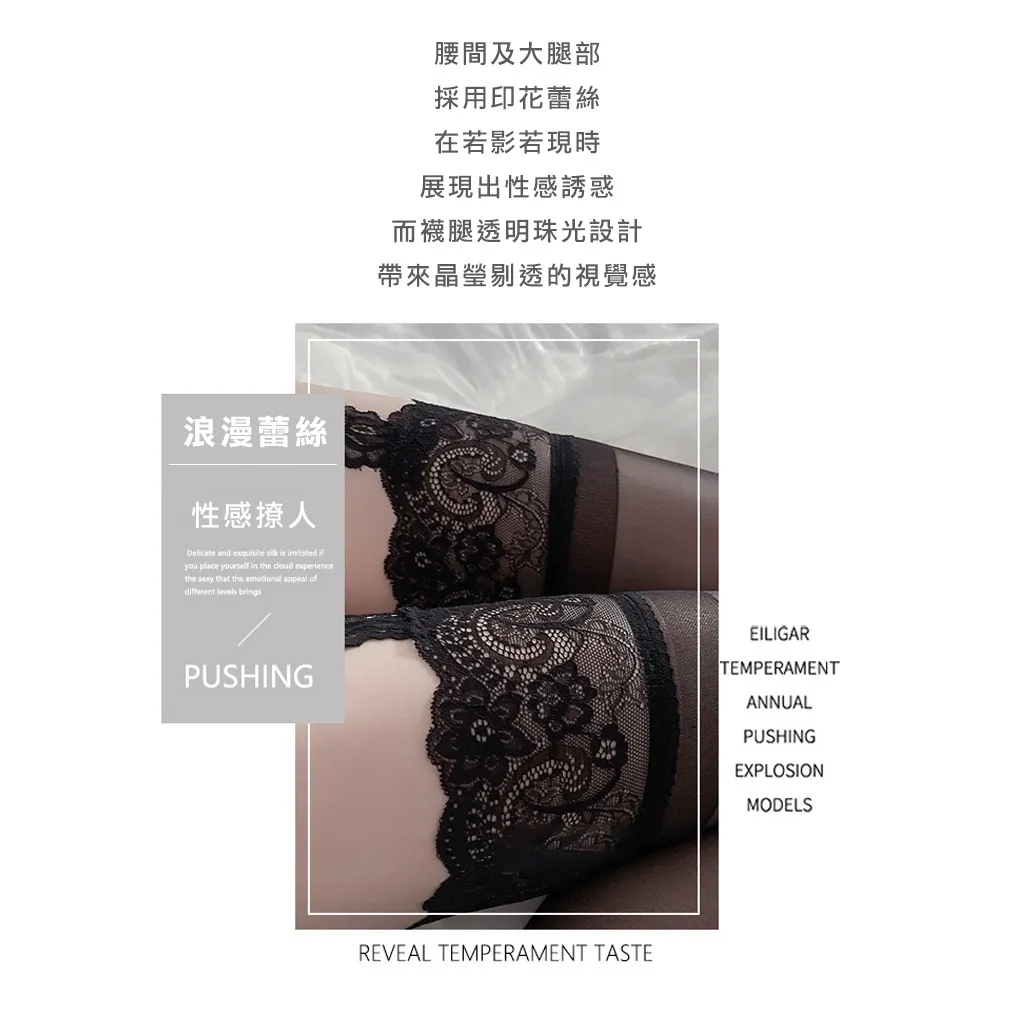 腰間及大腿部
採用印花蕾絲
在若影若現時
展現出性感誘惑
而襪腿透明珠光設計
帶來晶瑩剔透的視覺感
浪漫蕾絲
性感撩人
Delicate and exquisite silk is imitated if
you place yourself in the cloud experience
the sexy that the emotional appeal of
different levels brings
PUSHING
EILIGAR
TEMPERAMENT
ANNUAL
PUSHING
EXPLOSION
MODELS
REVEAL TEMPERAMENT TASTE